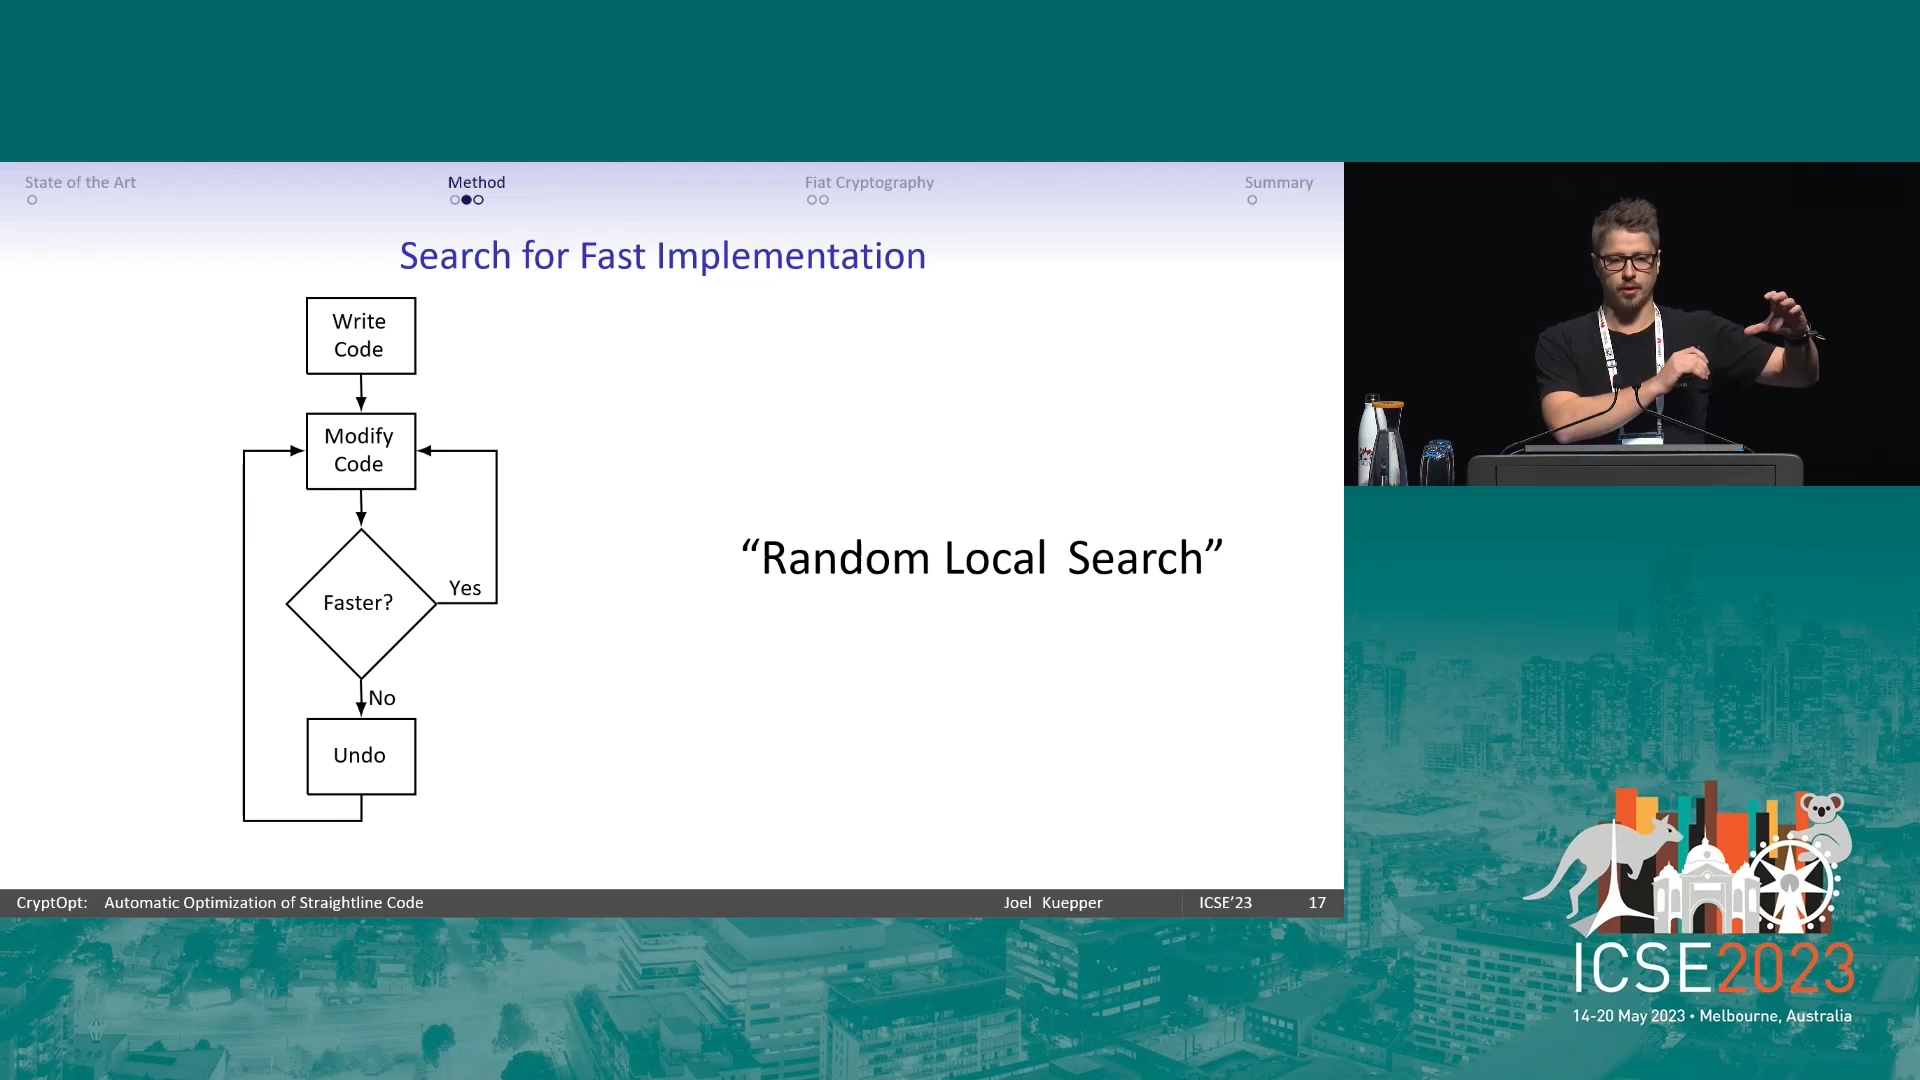 State of the Art
Method
Fiat Cryptography
Summary
Search for Fast Implementation
Write
Code
Modify
Code
Faster?
Yes
No
Undo
“Random Local Search”
CryptOpt: Automatic Optimization of Straightline Code
Joel Kuepper
ICSE’23
17
ICSE2023
14-20 May 2023 • Melbourne, Australia